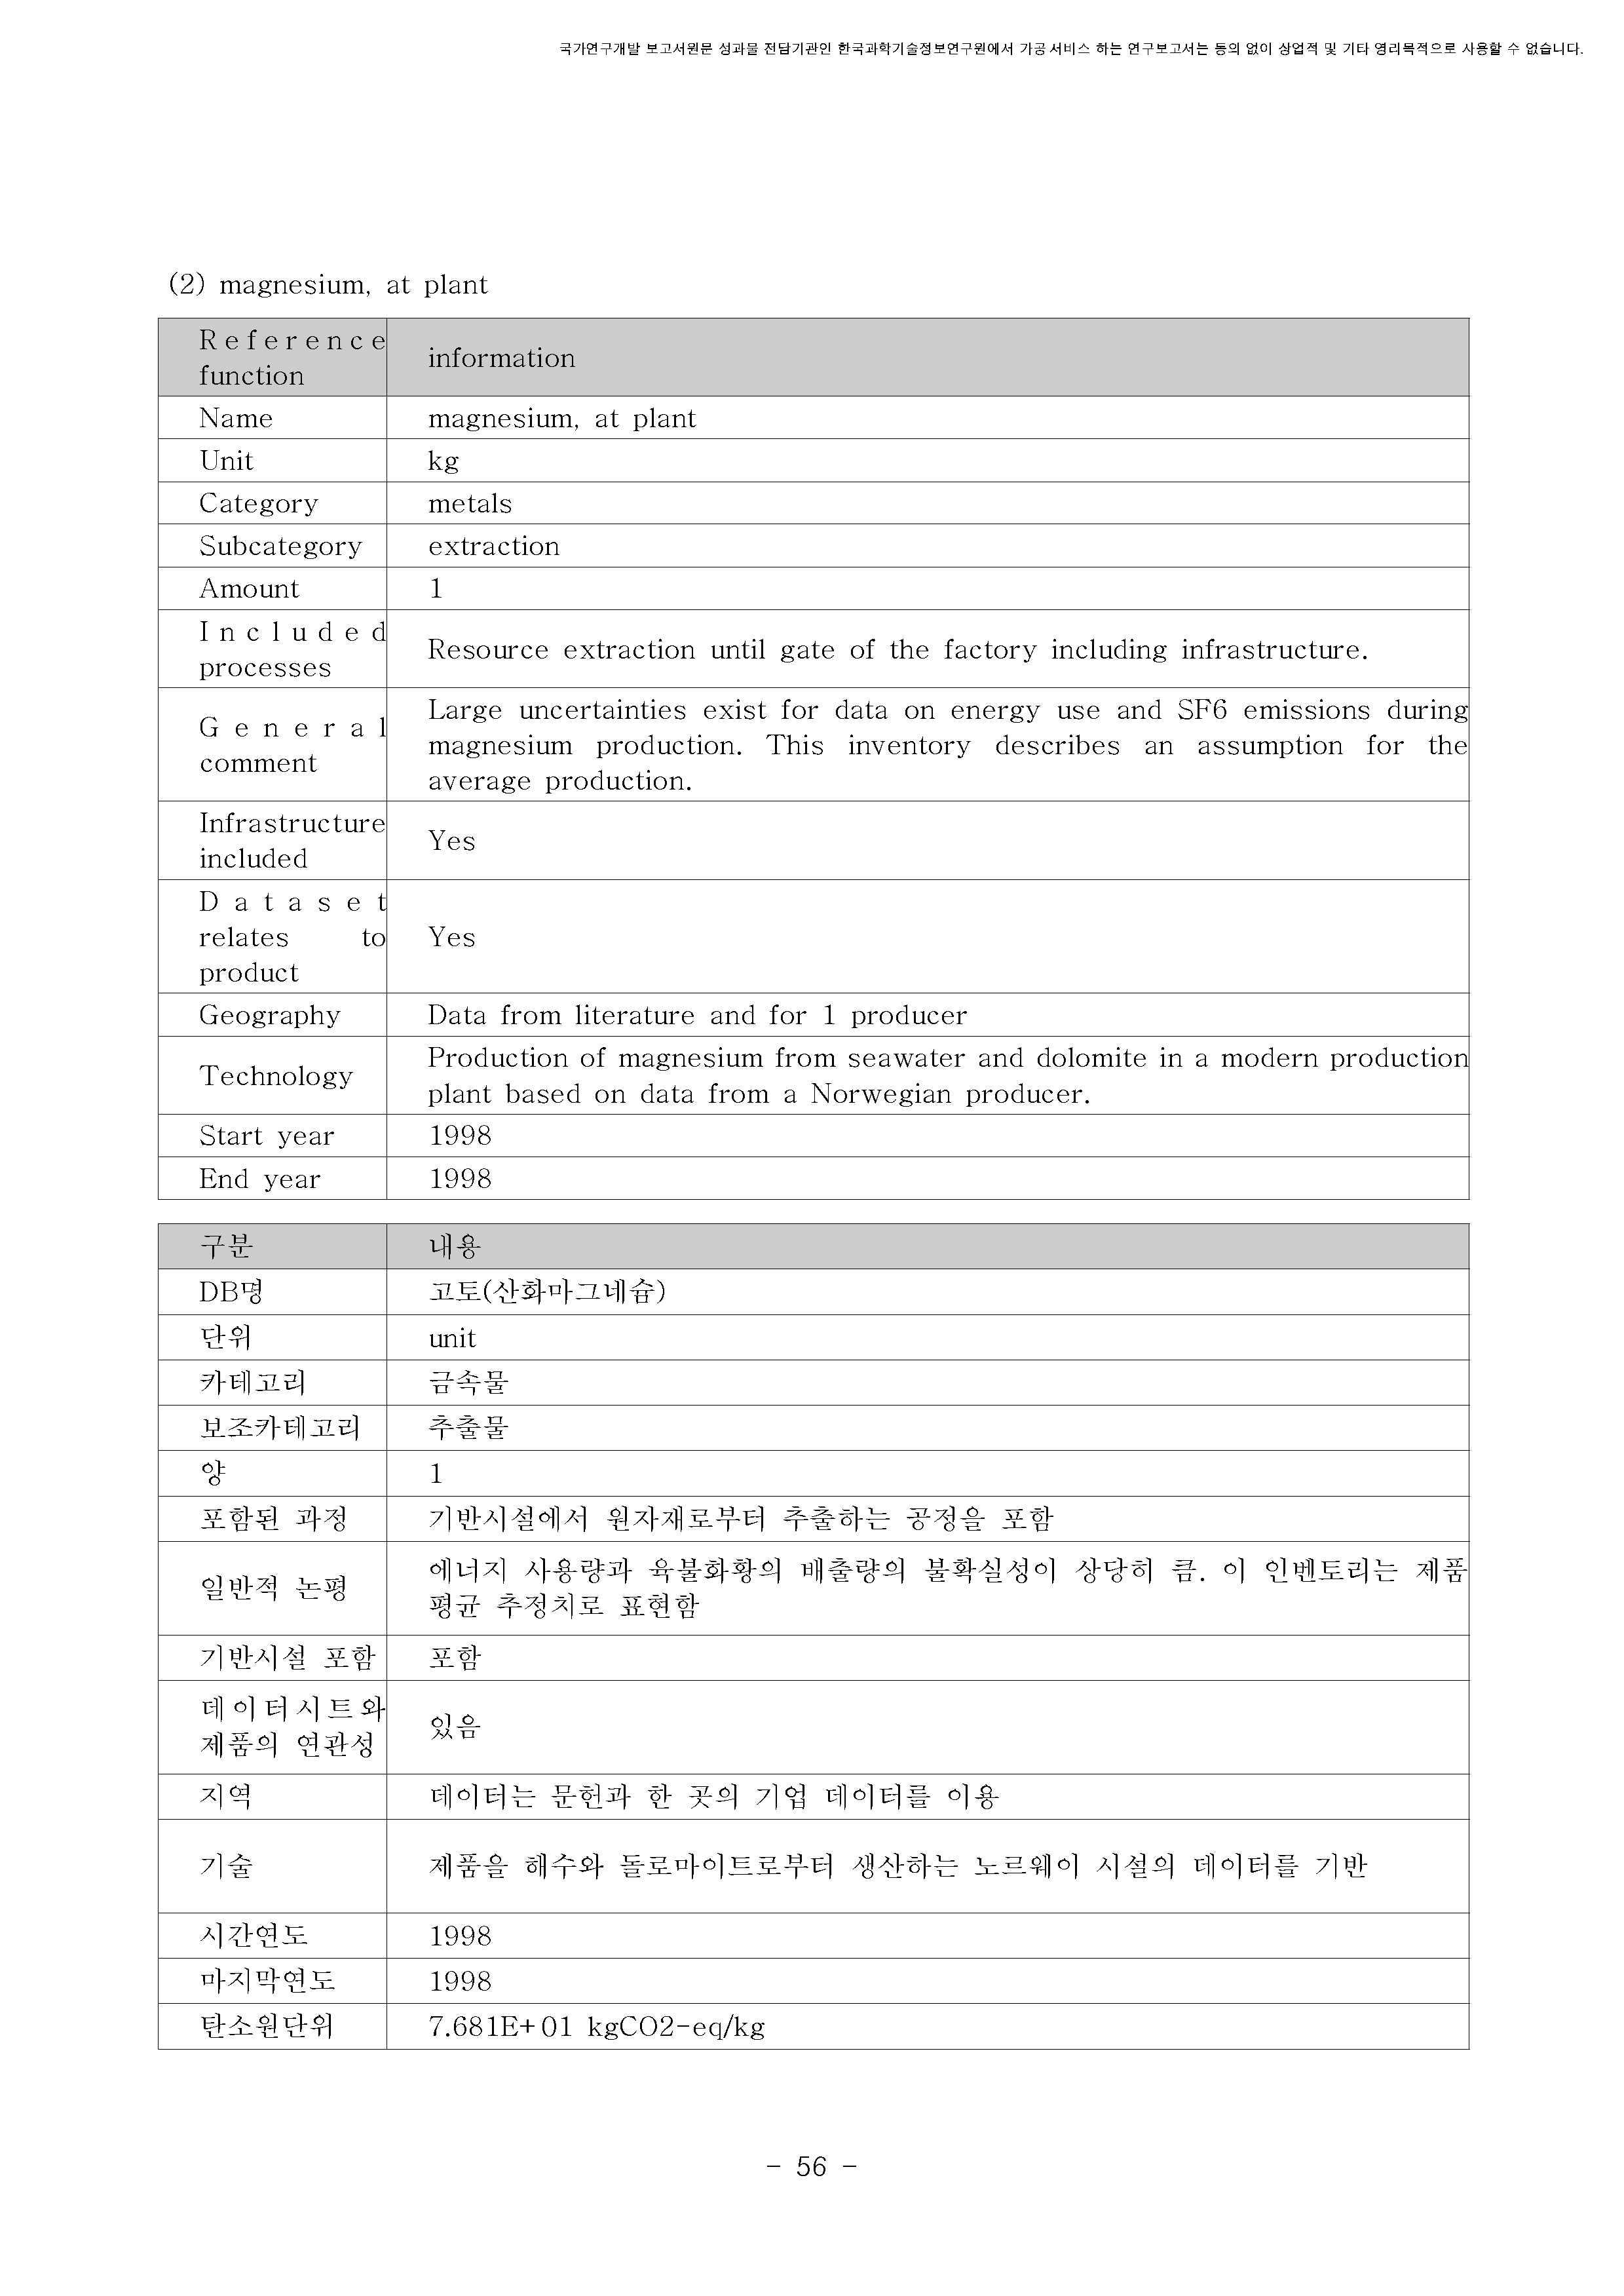 국가연구개발 보고서원문 성과물 전담기관인 한국과학기술정보연구원에서 가공·서비스 하는 연구보고서는 동의 없이 상업적 및 기타 영리목적으로 사용할 수 없습니다.
(2) magnesium, at plant
Reference function information
Name magnesium, at plant
Unit kg
Category metals
Subcategory extraction
Amount 1
Included processes Resource extraction until gate of the factory including infrastructure.
General comment Large uncertainties exist for data on energy use and SF6 emissions during
magnesium production. This inventory describes an assumption for the
average production.
Infrastructure included Yes
Dataset relates to product Yes
Geography Data from literature and for 1 producer
Technology Production of magnesium from seawater and dolomite in a modern production
plant based on data from a Norwegian producer.
Start year 1998
End year 1998
구분 내용
DB명 고토(산화마그네슘)
단위 unit
카테고리 금속물
보조카테고리 추출물
양 1
포함된 과정 기반시설에서 원자재로부터 추출하는 공정을 포함
일반적 논평 에너지 사용량과 육불화황의 배출량의 불확실성이 상당히 큼. 이 인벤토리는 제품
평균 추정치로 표현함
기반시설 포함 포함
데이터시트와 제품의 연관성 있음
지역 데이터는 문헌과 한 곳의 기업 데이터를 이용
기술 제품을 해수와 돌로마이트로부터 생산하는 노르웨이 시설의 데이터를 기반
시간연도 1998
마지막연도 1998
탄소원단위 7.681E+01 kgCO2-eq/kg
- 56 -